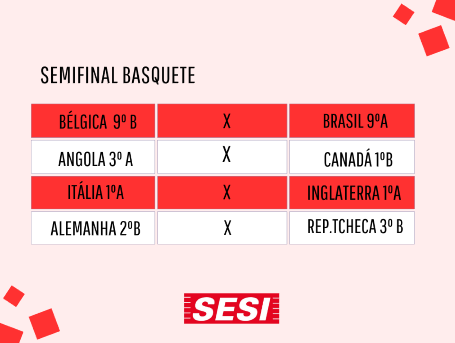 SEMIFINAL BASQUETE
BÉLGICA 9º B X BRASIL 9ºA
ANGOLA 3º A X CANADÁ 1ºB
ITÁLIA 1ºA X INGLATERRA 1ºA
ALEMANHA 2ºB X REP.TCHECA 3º B
SESI